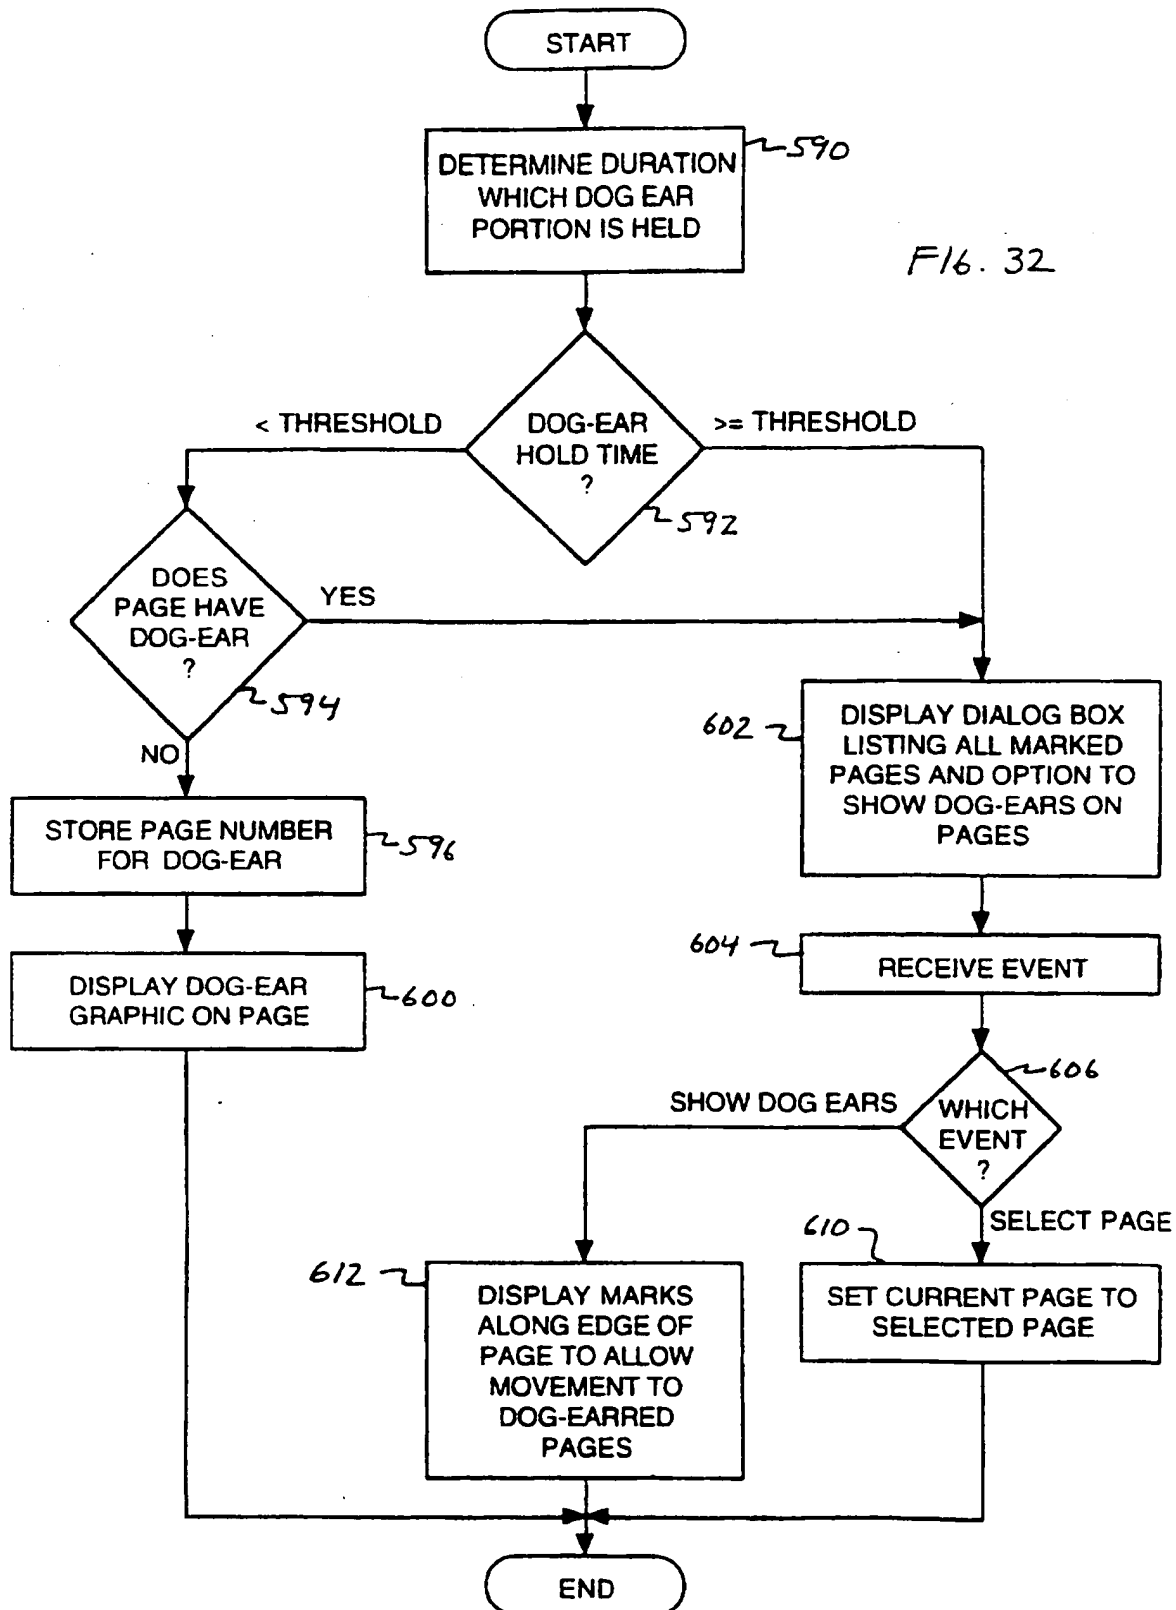 START
DETERMINE DURATION
WHICH DOG EAR
PORTION IS HELD
590
FIG. 32
DOG-EAR
HOLD TIME
?
592
< THRESHOLD
>= THRESHOLD
DOES
PAGE HAVE
DOG-EAR
?
594
YES
NO
STORE PAGE NUMBER
FOR DOG-EAR
596
DISPLAY DOG-EAR
GRAPHIC ON PAGE
600
602
DISPLAY DIALOG BOX
LISTING ALL MARKED
PAGES AND OPTION TO
SHOW DOG-EARS ON
PAGES
604
RECEIVE EVENT
606
WHICH
EVENT
?
SHOW DOG EARS
SELECT PAGE
610
SET CURRENT PAGE TO
SELECTED PAGE
612
DISPLAY MARKS
ALONG EDGE OF
PAGE TO ALLOW
MOVEMENT TO
DOG-EARRED
PAGES
END